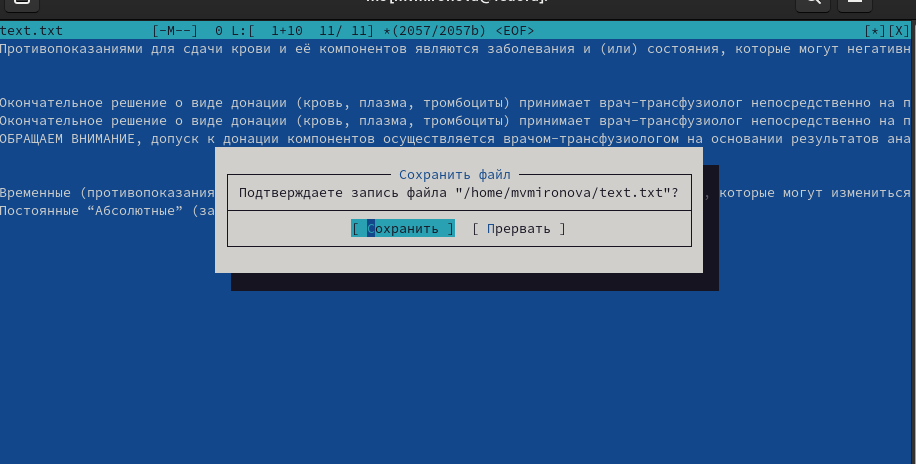 text.txt [-M--] 0 L:[ 1+10 11/ 11] *(2057/2057b) <EOF> [*][X]
Противопоказаниями для сдачи крови и её компонентов являются заболевания и (или) состояния, которые могут негативн
Окончательное решение о виде донации (кровь, плазма, тромбоциты) принимает врач-трансфузиолог непосредственно на п
Окончательное решение о виде донации (кровь, плазма, тромбоциты) принимает врач-трансфузиолог непосредственно на п
ОБРАЩАЕМ ВНИМАНИЕ, допуск к донации компонентов осуществляется врачом-трансфузиологом на основании результатов ана
Сохранить файл
Временные (противопоказания , которые могут измениться
Подтверждаете запись файла "/home/mvmironova/text.txt"?
Постоянные “Абсолютные” (за
[ Сохранить ] [ Прервать ]